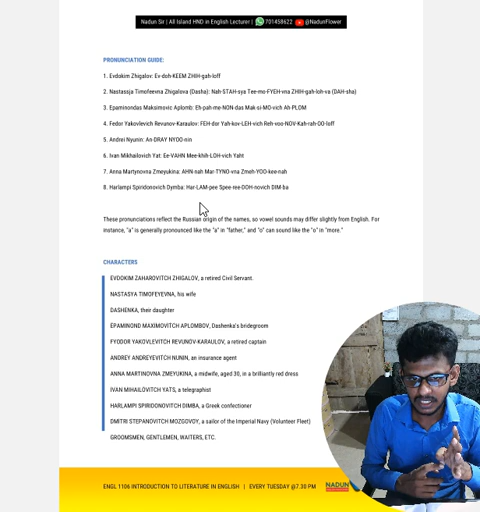 Nadun Sir | All Island HND in English Lecturer | 701458622 @NadunFlower
PRONUNCIATION GUIDE:
1. Evdokim Zhigalov: Ev-doh-KEEM ZHIH-gah-loff
2. Nastassja Timofeevna Zhigalova (Dasha): Nah-STAH-sya Tee-mo-FYEH-vna ZHIH-gah-loh-va (DAH-sha)
3. Epaminondas Maksimovic Aplomb: Eh-pah-me-NON-das Mak-si-MO-vich Ah-PLOM
4. Fedor Yakovlevich Revunov-Karaulov: FEH-dor Yah-kov-LEH-vich Reh-voo-NOV-Kah-rah-OO-loff
5. Andrei Nyunin: An-DRAY NYOO-nin
6. Ivan Mikhailovich Yat: Ee-VAHN Mee-khih-LOH-vich Yaht
7. Anna Martynovna Zmeyukina: AHN-nah Mar-TYNO-vna Zmeh-YOO-kee-nah
8. Harlampi Spiridonovich Dymba: Har-LAM-pee Spee-ree-DOH-novich DIM-ba
These pronunciations reflect the Russian origin of the names, so vowel sounds may differ slightly from English. For
instance, "a" is generally pronounced like the "a" in "father," and "o" can sound like the "o" in "more."
CHARACTERS
EVDOKIM ZAHAROVITCH ZHIGALOV, a retired Civil Servant.
NASTASYA TIMOFEYEVNA, his wife
DASHENKA, their daughter
EPAMINOND MAXIMOVITCH APLOMBOV, Dashenka's bridegroom
FYODOR YAKOVLEVITCH REVUNOV-KARAULOV, a retired captain
ANDREY ANDREYEVITCH NUNIN, an insurance agent
ANNA MARTINOVNA ZMEYUKINA, a midwife, aged 30, in a brilliantly red dress
IVAN MIHAILOVITCH YATS, a telegraphist
HARLAMPI SPIRIDONOVITCH DIMBA, a Greek confectioner
DMITRI STEPANOVITCH MOZGOVOY, a sailor of the Imperial Navy (Volunteer Fleet)
GROOMSMEN, GENTLEMEN, WAITERS, ETC.
ENGL 1106 INTRODUCTION TO LITERATURE IN ENGLISH | EVERY TUESDAY @7.30 PM NADUN